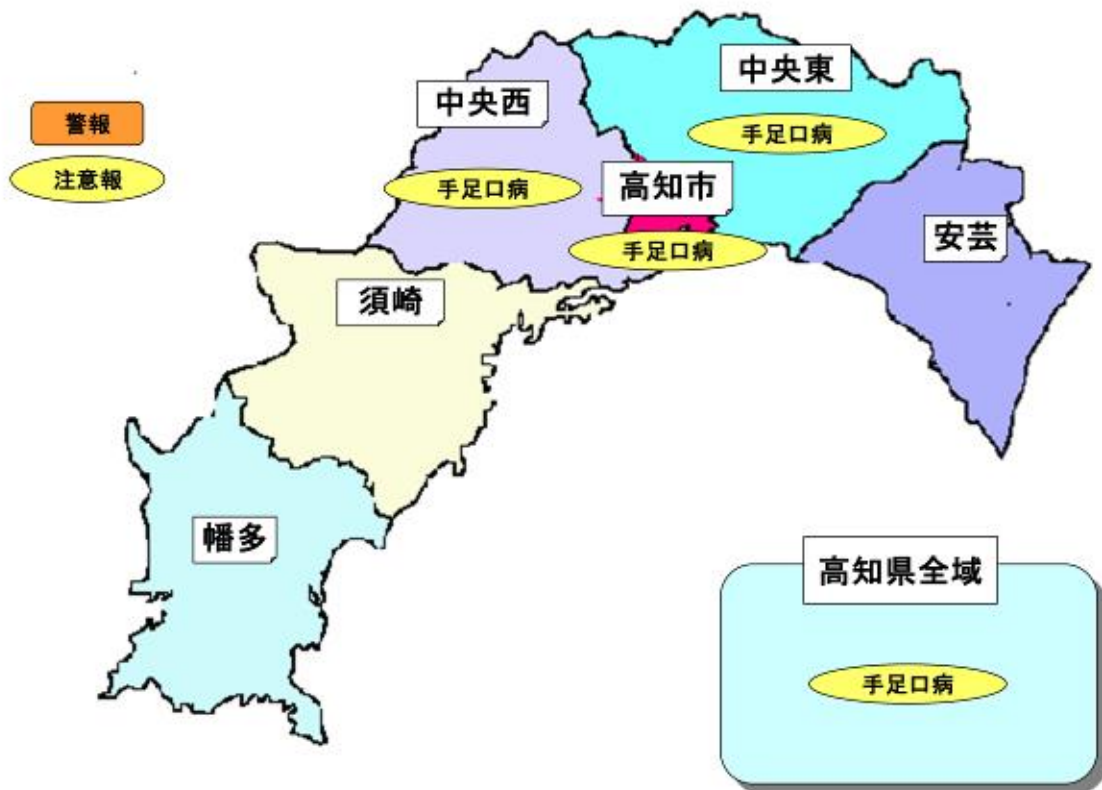 警報
注意報
中央東
手足口病
中央西
手足口病
高知市
手足口病
安芸
須崎
幡多
高知県全域
手足口病